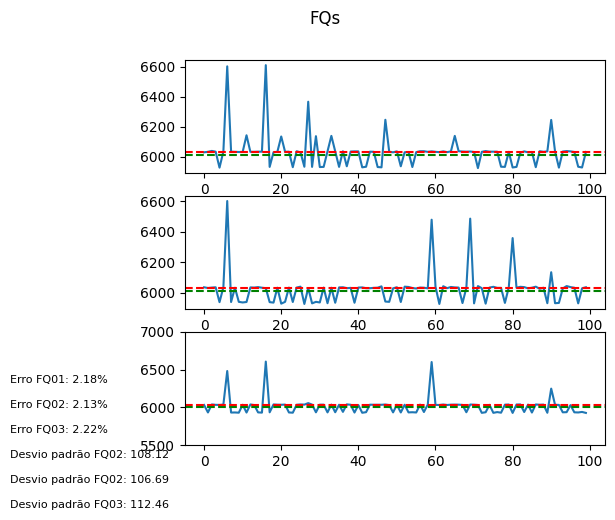 FQs
6600
6400
6200
6000
0 20 40 60 80 100
6600
6400
6200
6000
0 20 40 60 80 100
7000
6500
6000
5500
0 20 40 60 80 100
Erro FQ01: 2.18%
Erro FQ02: 2.13%
Erro FQ03: 2.22%
Desvio padrão FQ02: 108.12
Desvio padrão FQ02: 106.69
Desvio padrão FQ03: 112.46